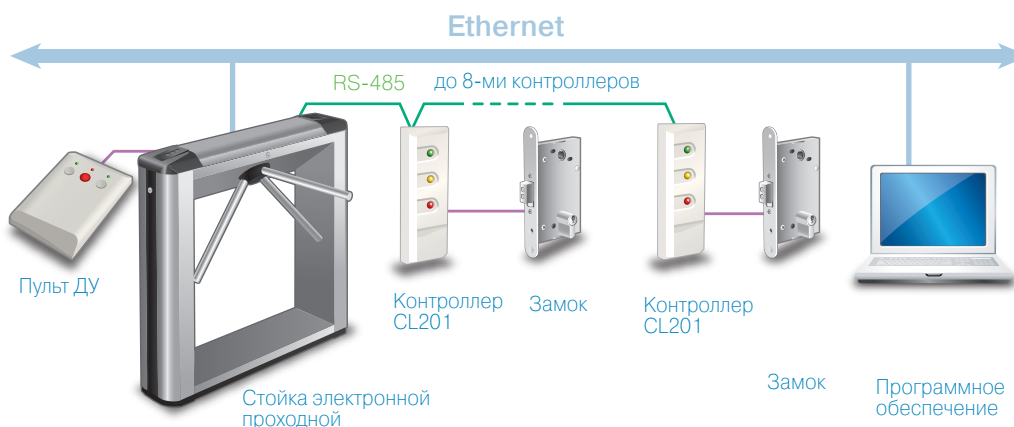 Ethernet
RS-485
до 8-ми контроллеров
Пульт ДУ
Контроллер
CL201
Замок
Контроллер
CL201
Замок
Программное
обеспечение
Стойка электронной
проходной